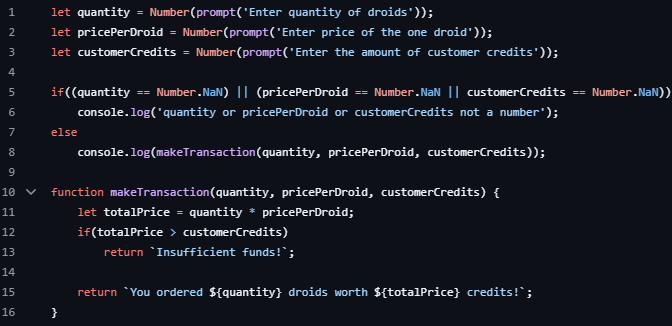 1 let quantity = Number(prompt('Enter quantity of droids'));
2 let pricePerDroid = Number(prompt('Enter price of the one droid'));
3 let customerCredits = Number(prompt('Enter the amount of customer credits'));
4
5 if((quantity == Number.NaN) || (pricePerDroid == Number.NaN || customerCredits == Number.NaN))
6     console.log('quantity or pricePerDroid or customerCredits not a number');
7 else
8     console.log(makeTransaction(quantity, pricePerDroid, customerCredits));
9
10 function makeTransaction(quantity, pricePerDroid, customerCredits) {
11     let totalPrice = quantity * pricePerDroid;
12     if(totalPrice > customerCredits)
13         return `Insufficient funds!`;
14
15     return `You ordered ${quantity} droids worth ${totalPrice} credits!`;
16 }